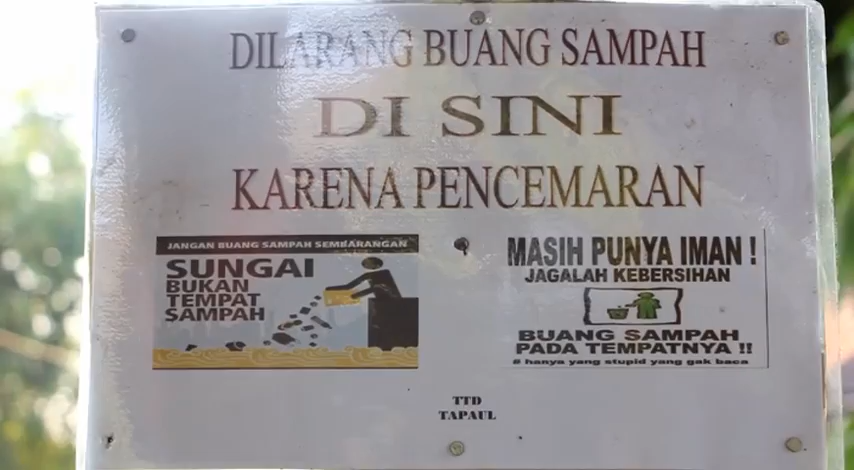 DILARANG BUANG SAMPAH
DI SINI
KARENA PENCEMARAN
JANGAN BUANG SAMPAH SEMBARANGAN
SUNGAI
BUKAN
TEMPAT
SAMPAH
MASIH PUNYA IMAN !
JAGALAH KEBERSIHAN
BUANG SAMPAH
PADA TEMPATNYA !!
# hanya yang stupid yang gak baca
TTD
TAPAUL